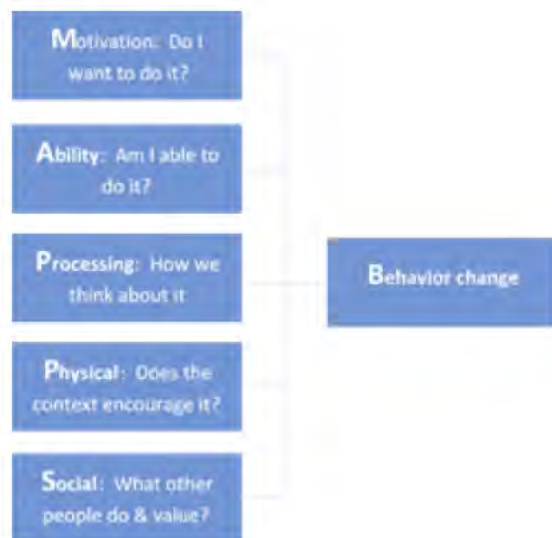 Motivation: Do I
want to do it?
Ability: Am I able to
do it?
Processing: How we
think about it
Behavior change
Physical: Does the
context encourage it?
Social: What other
people do & value?